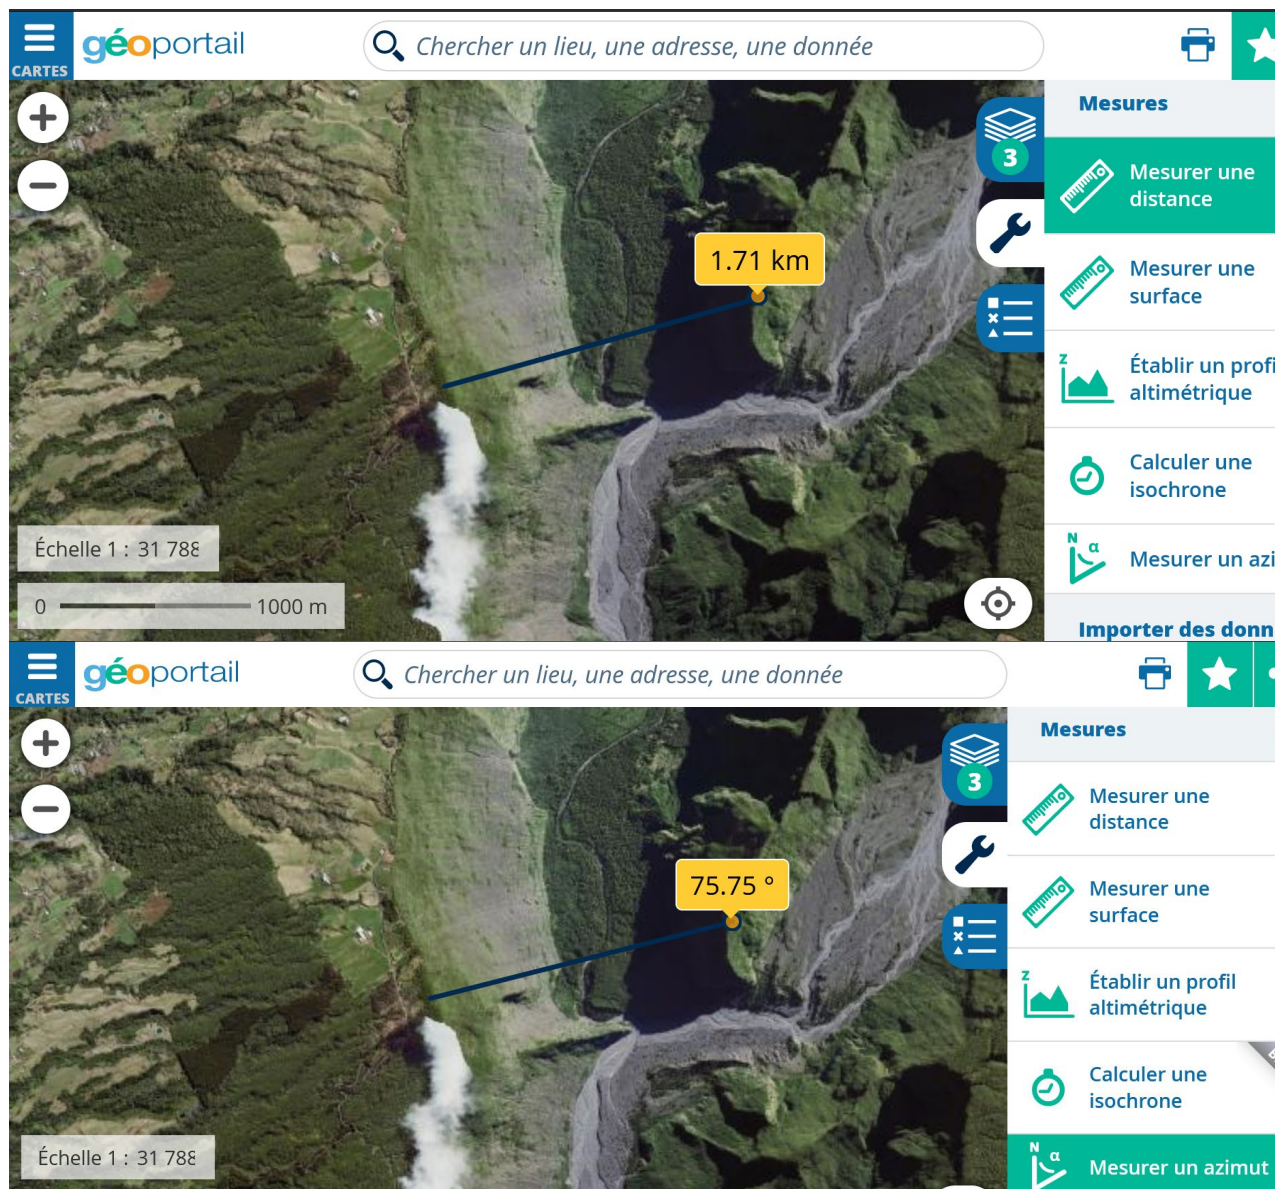 CARTES
géoportail
Chercher un lieu, une adresse, une donnée
Mesures
3
Mesurer une
distance
1.71 km
Mesurer une
surface
Z
Établir un profi
altimétrique
Calculer une
isochrone
N
α
Mesurer un azi
Échelle 1 : 31 788
0
1000 m
Importer des donn
CARTES
géoportail
Chercher un lieu, une adresse, une donnée
Mesures
3
Mesurer une
distance
75.75 °
Mesurer une
surface
Z
Établir un profil
altimétrique
Calculer une
isochrone
Échelle 1 : 31 788
N
α
Mesurer un azimut